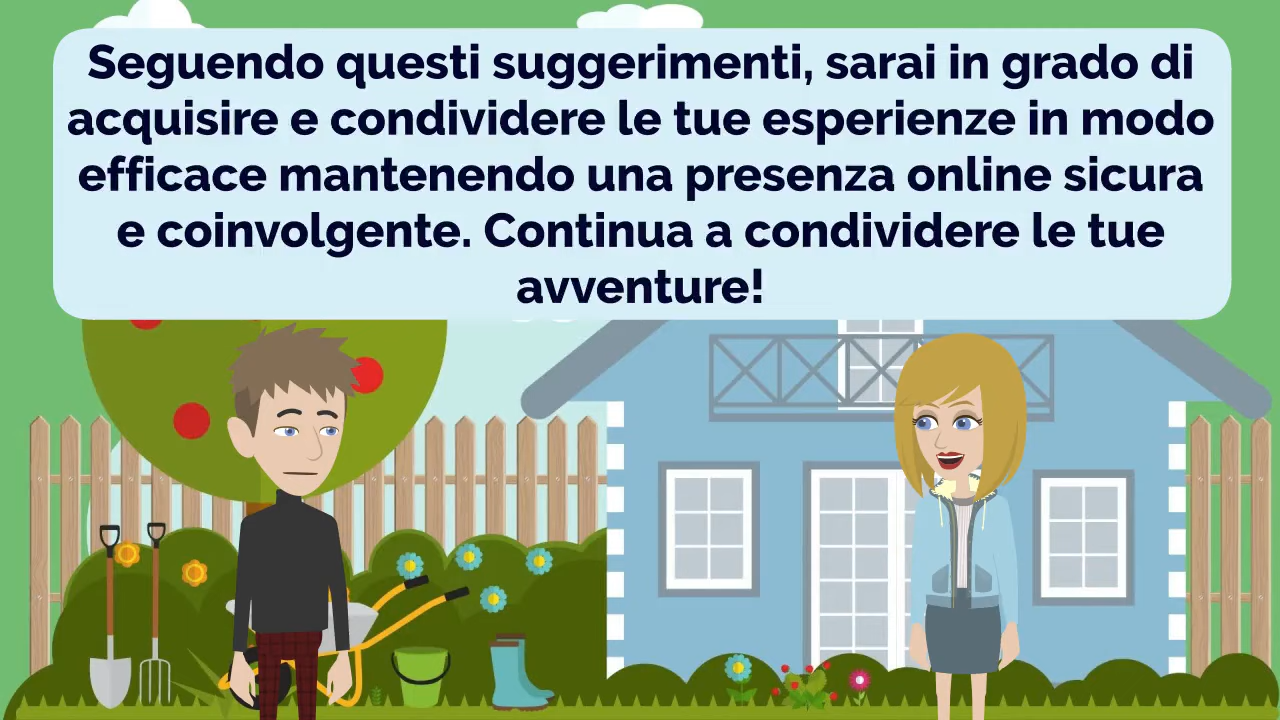 Seguendo questi suggerimenti, sarai in grado di
acquisire e condividere le tue esperienze in modo
efficace mantenendo una presenza online sicura
e coinvolgente. Continua a condividere le tue
avventure!